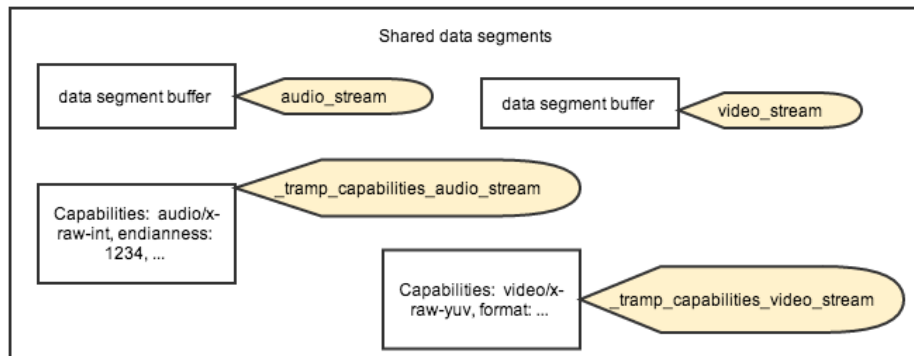 Shared data segments
data segment buffer
audio_stream
data segment buffer
video_stream
_tramp_capabilities_audio_stream
Capabilities:  audio/x-
raw-int, endianness:
1234, ...
Capabilities:  video/x-
raw-yuv, format: ...
_tramp_capabilities_video_stream